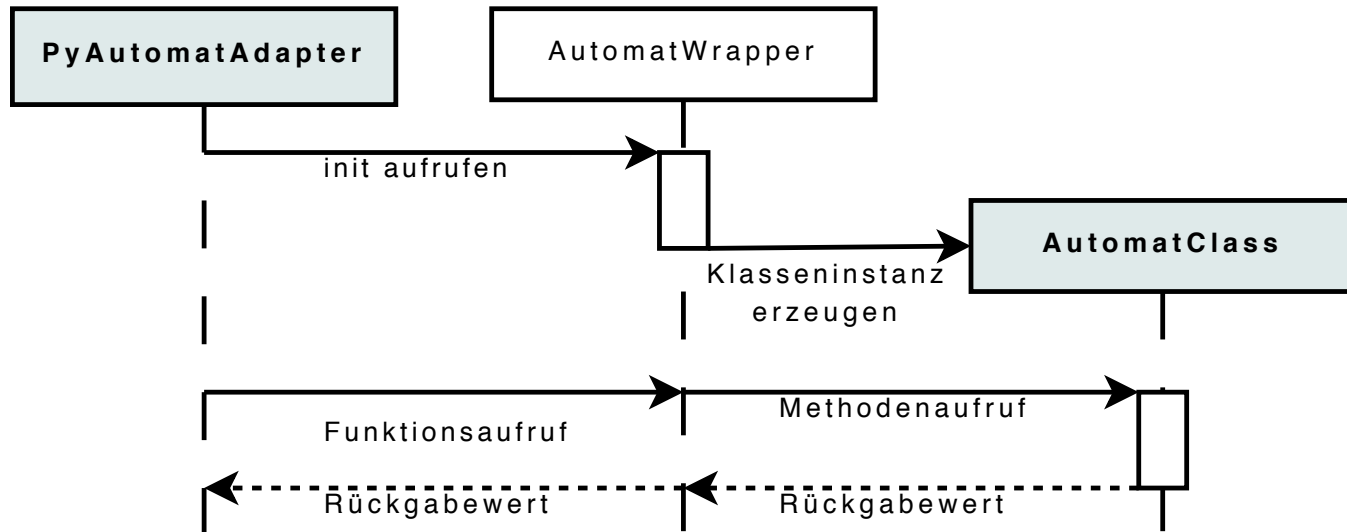 PyAutomatAdapter
AutomatWrapper
init aufrufen
AutomatClass
Klasseninstanz
erzeugen
Funktionsaufruf
Methodenaufruf
Rückgabewert
Rückgabewert